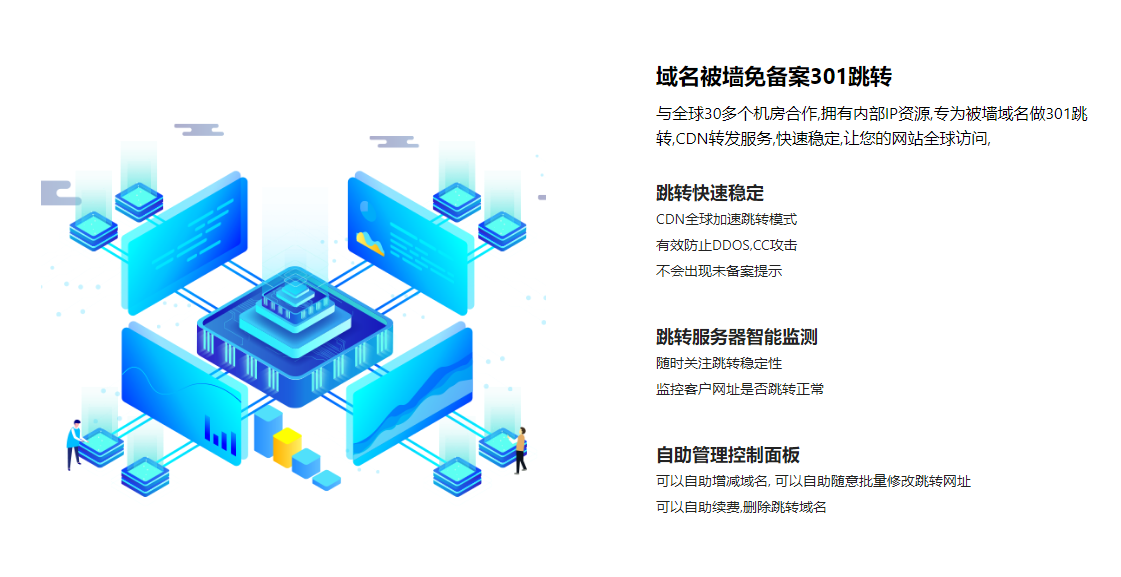 域名被墙免备案301跳转
与全球30多个机房合作,拥有内部IP资源,专为被墙域名做301跳
转,CDN转发服务,快速稳定,让您的网站全球访问,
跳转快速稳定
CDN全球加速跳转模式
有效防止DDOS,CC攻击
不会出现未备案提示
跳转服务器智能监测
随时关注跳转稳定性
监控客户网址是否跳转正常
自助管理控制面板
可以自助增减域名, 可以自助随意批量修改跳转网址
可以自助续费,删除跳转域名